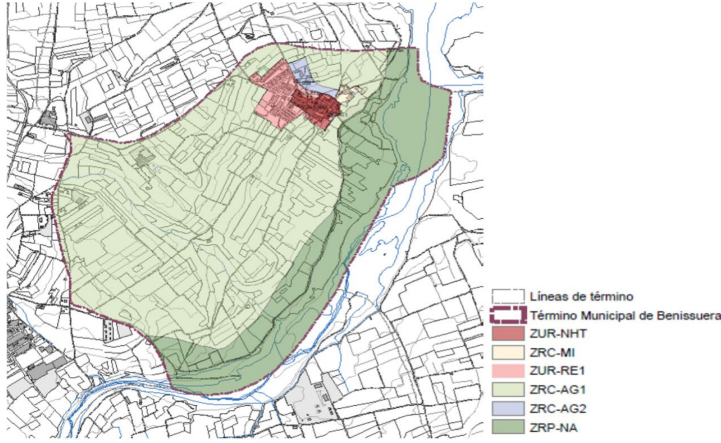 Líneas de término
Término Municipal de Benissuera
ZUR-NHT
ZRC-MI
ZUR-RE1
ZRC-AG1
ZRC-AG2
ZRP-NA